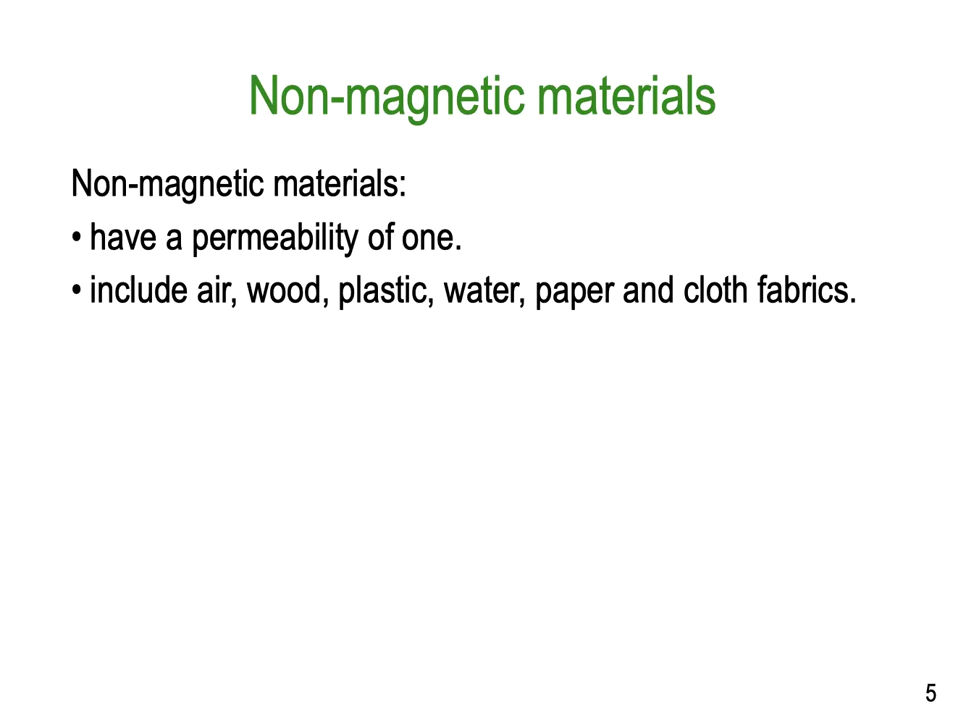 Non-magnetic materials
Non-magnetic materials:
• have a permeability of one.
• include air, wood, plastic, water, paper and cloth fabrics.
5